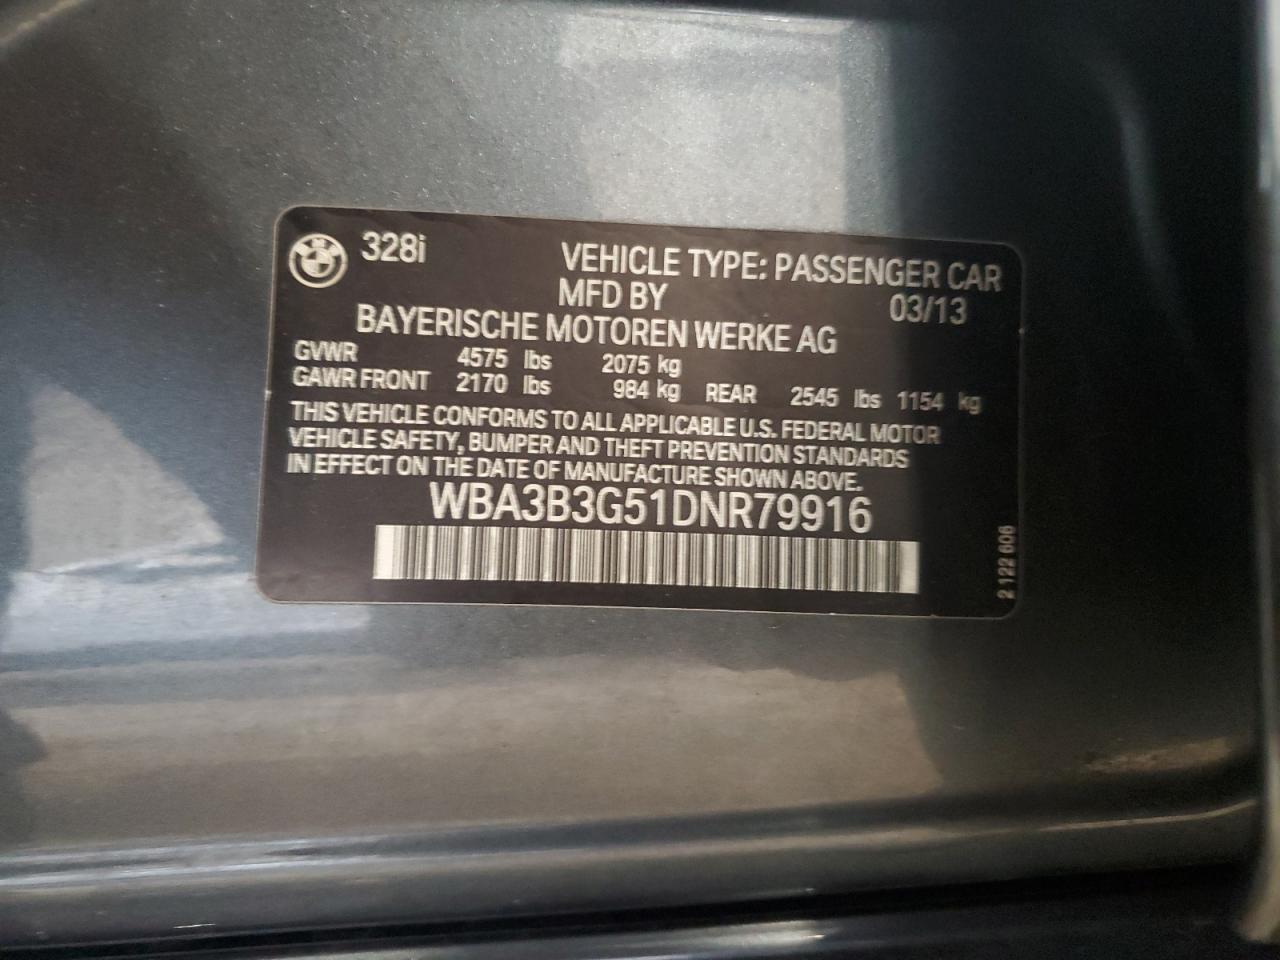 328i VEHICLE TYPE: PASSENGER CAR
MFD BY 03/13
BAYERISCHE MOTOREN WERKE AG
GVWR 4575 lbs 2075 kg
GAWR FRONT 2170 lbs 984 kg REAR 2545 lbs 1154 kg
THIS VEHICLE CONFORMS TO ALL APPLICABLE U.S. FEDERAL MOTOR
VEHICLE SAFETY, BUMPER AND THEFT PREVENTION STANDARDS
IN EFFECT ON THE DATE OF MANUFACTURE SHOWN ABOVE.
WBA3B3G51DNR79916
2 122 606